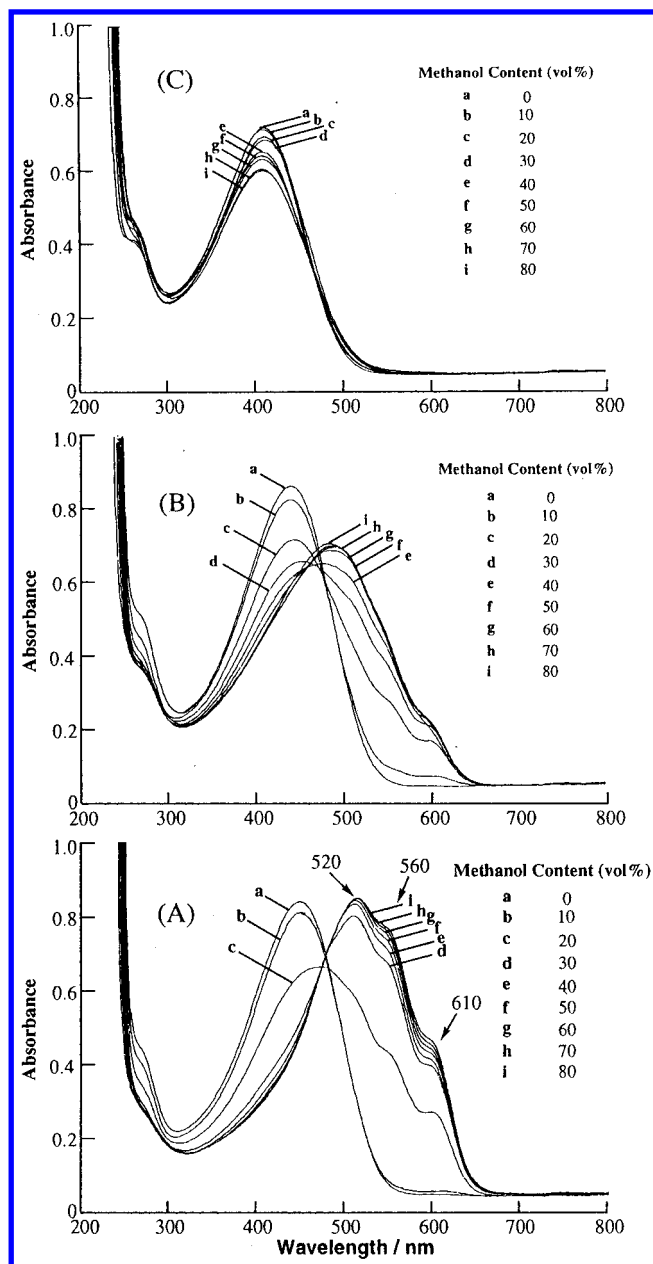 1.0
0.8
0.6
0.4
0.2
0
Absorbance
(C)
e
f
g
h
i
a
b
c
d
Methanol Content (vol%)
a 0
b 10
c 20
d 30
e 40
f 50
g 60
h 70
i 80
200 300 400 500 600 700 800
1.0
0.8
0.6
0.4
0.2
0
Absorbance
(B)
a
b
c
d
i
h
g
f
e
Methanol Content (vol%)
a 0
b 10
c 20
d 30
e 40
f 50
g 60
h 70
i 80
200 300 400 500 600 700 800
1.0
0.8
0.6
0.4
0.2
0
Absorbance
(A)
a
b
c
520
560
i
h
g
f
e
d
610
Methanol Content (vol%)
a 0
b 10
c 20
d 30
e 40
f 50
g 60
h 70
i 80
200 300 400 500 600 700 800
Wavelength / nm